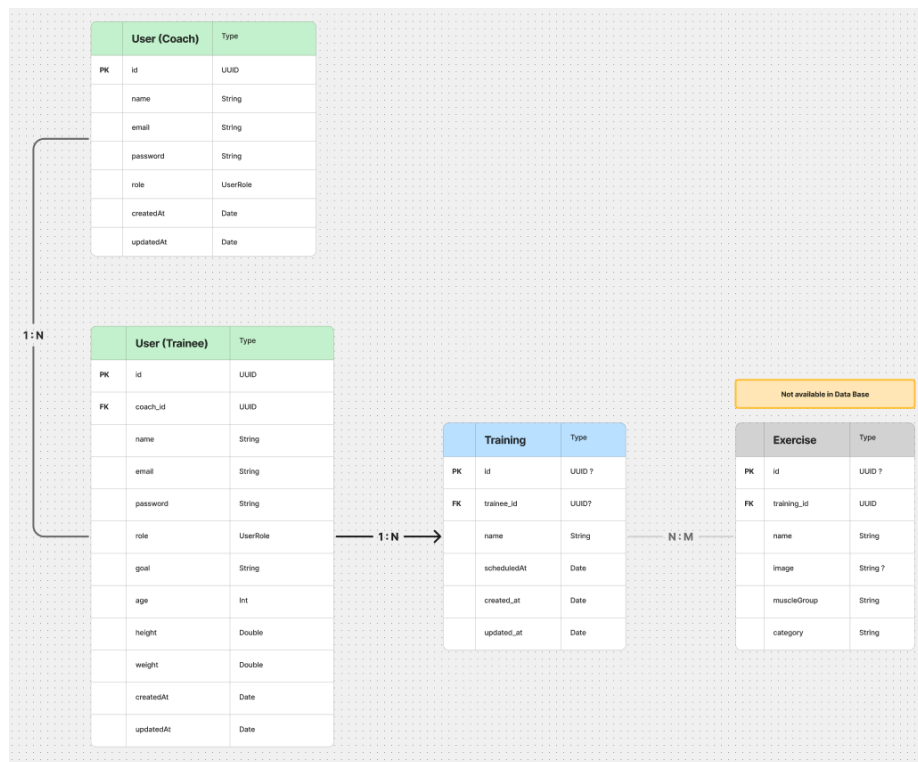 User (Coach) Type
PK id UUID
name String
email String
password String
role UserRole
createdAt Date
updatedAt Date
1:N
User (Trainee) Type
PK id UUID
FK coach_id UUID
name String
email String
password String
role UserRole
goal String
age Int
height Double
weight Double
createdAt Date
updatedAt Date
1:N
Training Type
PK id UUID ?
FK trainee_id UUID?
name String
scheduledAt Date
created_at Date
updated_at Date
N:M
Not available in Data Base
Exercise Type
PK id UUID ?
FK training_id UUID
name String
image String ?
muscleGroup String
category String